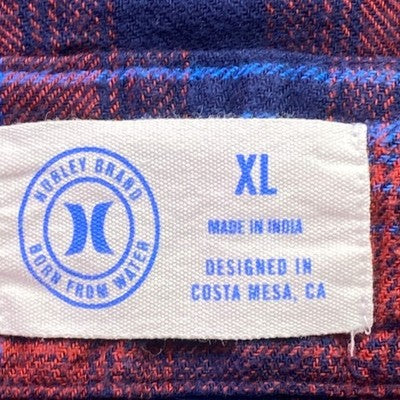 HURLEY BRAND
BORN FROM WATER
XL
MADE IN INDIA
DESIGNED IN
COSTA MESA, CA